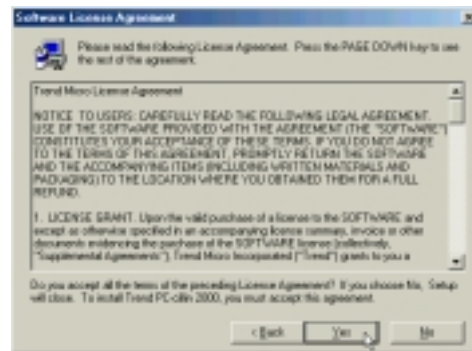 Software License Agreement
Please read the following License Agreement. Press the PAGE DOWN key to see
the rest of the agreement.
Trend Micro License Agreement
NOTICE TO USERS: CAREFULLY READ THE FOLLOWING LEGAL AGREEMENT.
USE OF THE SOFTWARE PROVIDED WITH THE AGREEMENT (THE "SOFTWARE")
CONSTITUTES YOUR ACCEPTANCE OF THESE TERMS. IF YOU DO NOT AGREE
TO THE TERMS OF THIS AGREEMENT, PROMPTLY RETURN THE SOFTWARE
AND THE ACCOMPANYING ITEMS (INCLUDING WRITTEN MATERIALS AND
PACKAGING) TO THE LOCATION WHERE YOU OBTAINED THEM FOR A FULL
REFUND.
1. LICENSE GRANT. Upon the valid purchase of a license to the SOFTWARE and
except as otherwise specified in an accompanying license summary, invoice or other
documents evidencing the purchase of the SOFTWARE license (collectively,
"Supplemental Agreements"), Trend Micro Incorporated ("Trend") grants to you a
Do you accept all the terms of the preceding License Agreement? If you choose No, Setup
will close. To install Trend PC-cillin 2000, you must accept this agreement.
< Back Yes No